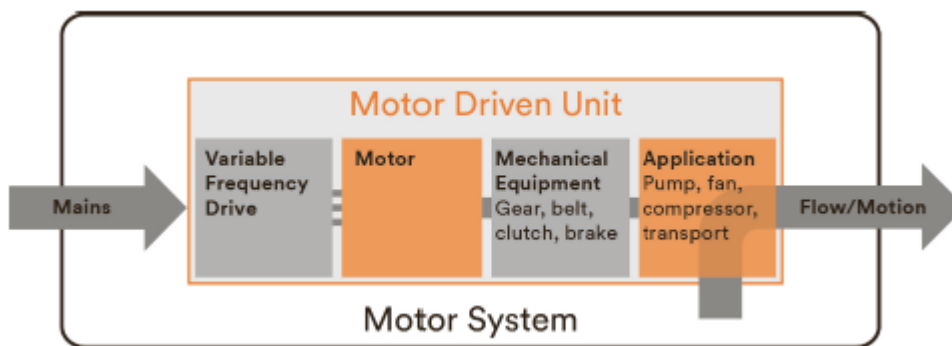 Motor Driven Unit
Mains
Variable
Frequency
Drive
Motor
Mechanical
Equipment
Gear, belt,
clutch, brake
Application
Pump, fan,
compressor,
transport
Flow/Motion
Motor System